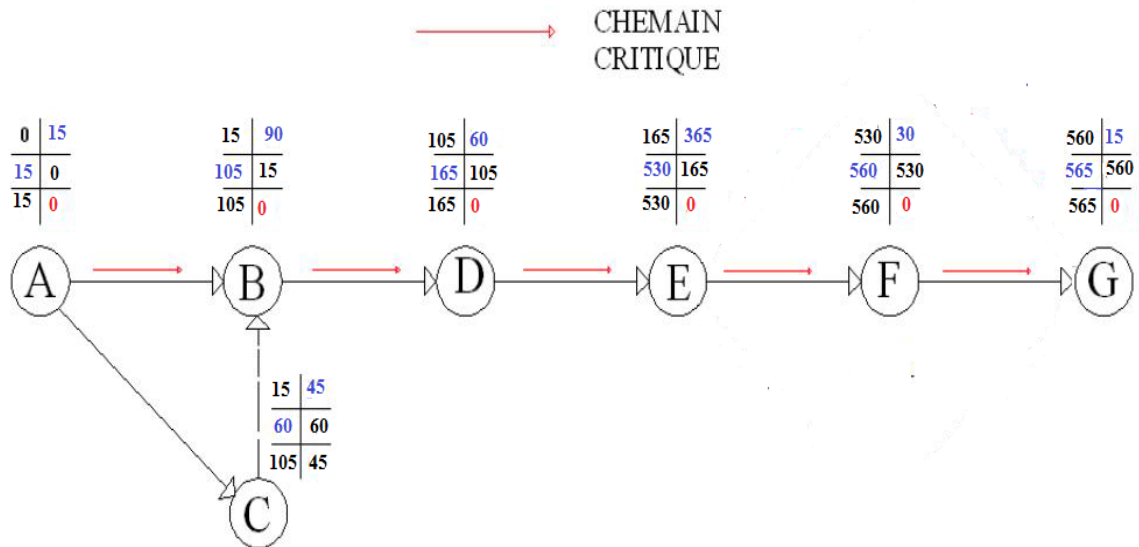 CHEMAIN
CRITIQUE
0 15
15 0
15 0
15 90
105 15
105 0
105 60
165 105
165 0
165 365
530 165
530 0
530 30
560 530
560 0
560 15
565 560
565 0
A
B
D
E
F
G
15 45
60 60
105 45
C